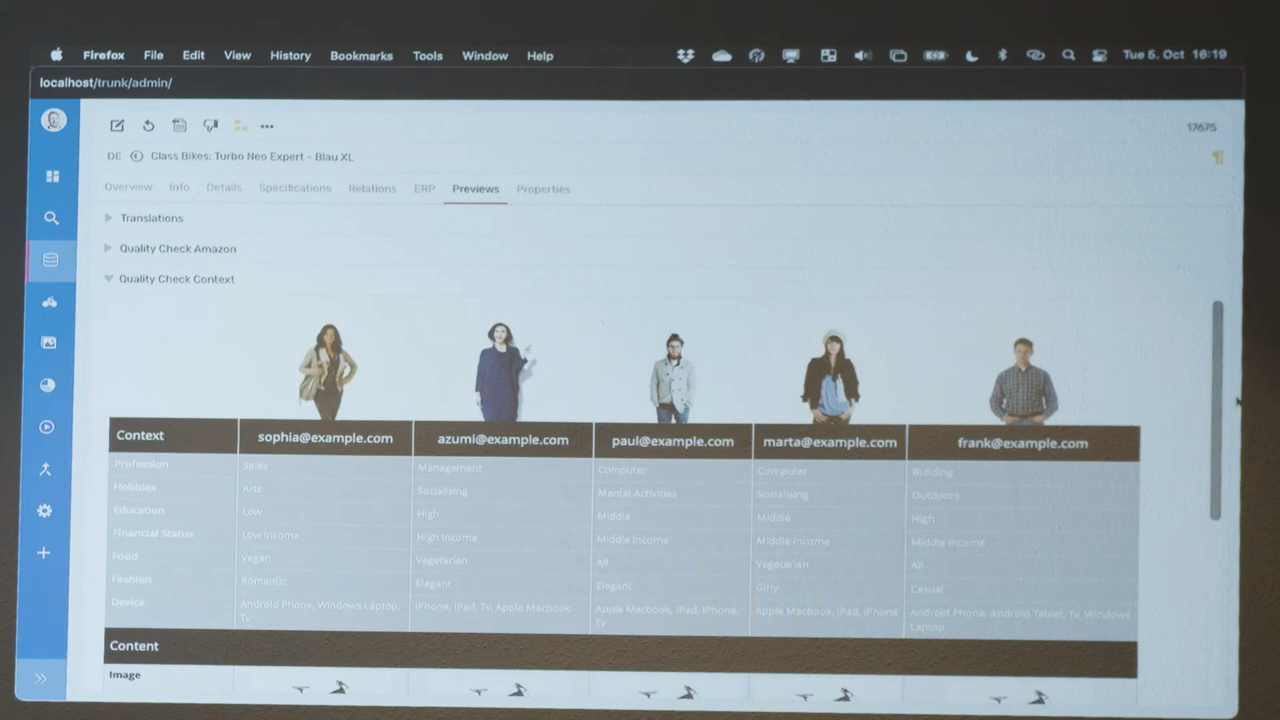 Firefox File Edit View History Bookmarks Tools Window Help Tue 5. Oct 16:19
localhost/trunk/admin/
17675
DE Class Bikes: Turbo Neo Expert - Blau XL
Overview Info Details Specifications Relations ERP Previews Properties
Translations
Quality Check Amazon
Quality Check Context
Context sophia@example.com azumi@example.com paul@example.com marta@example.com frank@example.com
Profession Sales Management Computer Computer Building
Hobbies Arts Socialising Mental Activities Socialising Outdoors
Education Low High Middle Middle High
Financial Status Low Income High Income Middle Income Middle Income Middle Income
Food Vegan Vegetarian All Vegetarian All
Fashion Romantic Elegant Elegant Girly Casual
Device Android Phone, Windows Laptop, iPhone, iPad, Tv, Apple Macbook Apple Macbook, iPad, iPhone, Apple Macbook, iPad, iPhone Android Phone, Android Tablet, Tv, Windows
TV TV Laptop
Content
Image